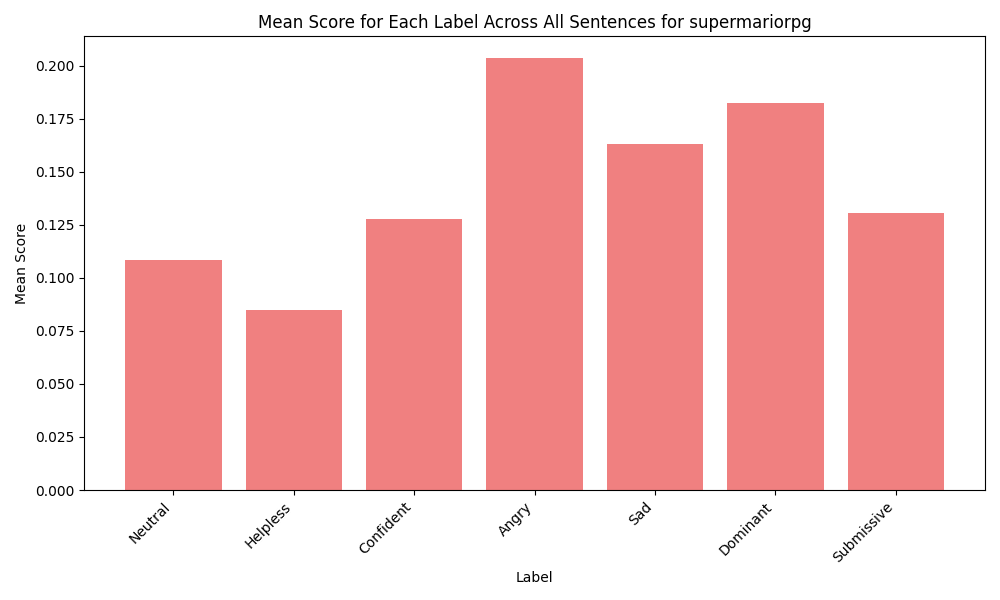 Mean Score for Each Label Across All Sentences for supermariorpg
Mean Score
0.200
0.175
0.150
0.125
0.100
0.075
0.050
0.025
0.000
Neutral
Helpless
Confident
Angry
Sad
Dominant
Submissive
Label